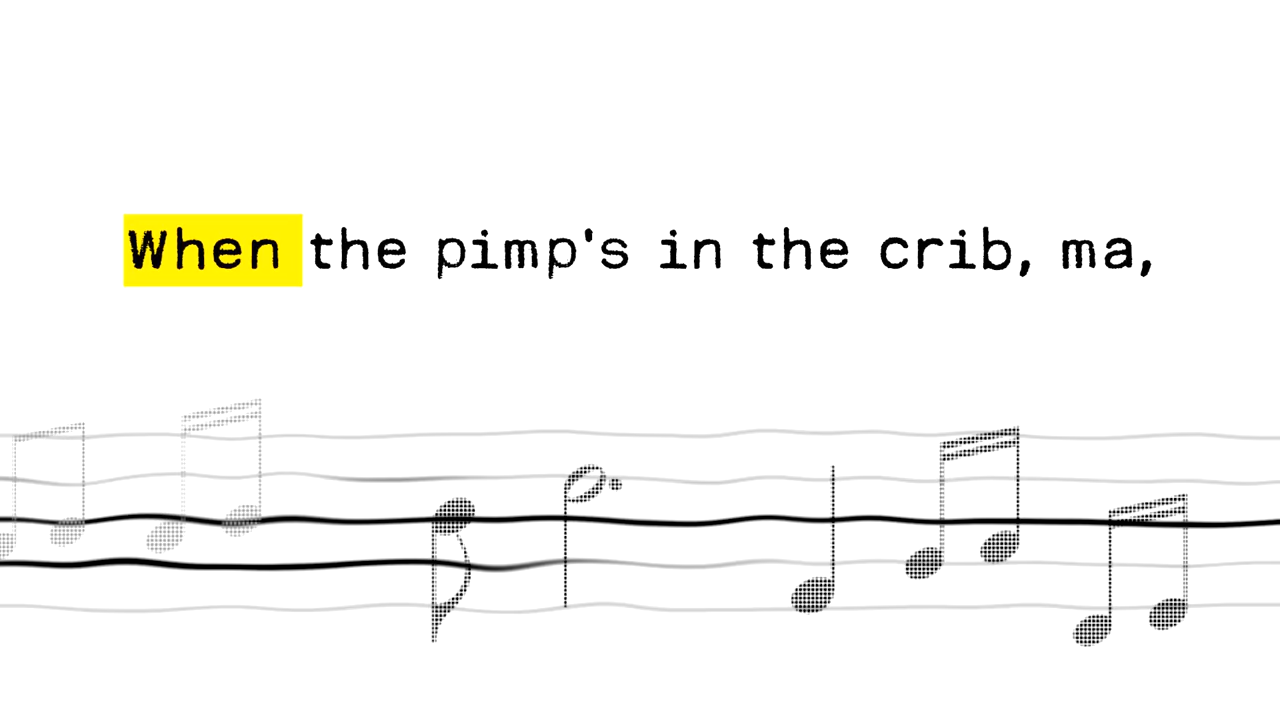 When the pimp's in the crib, ma,